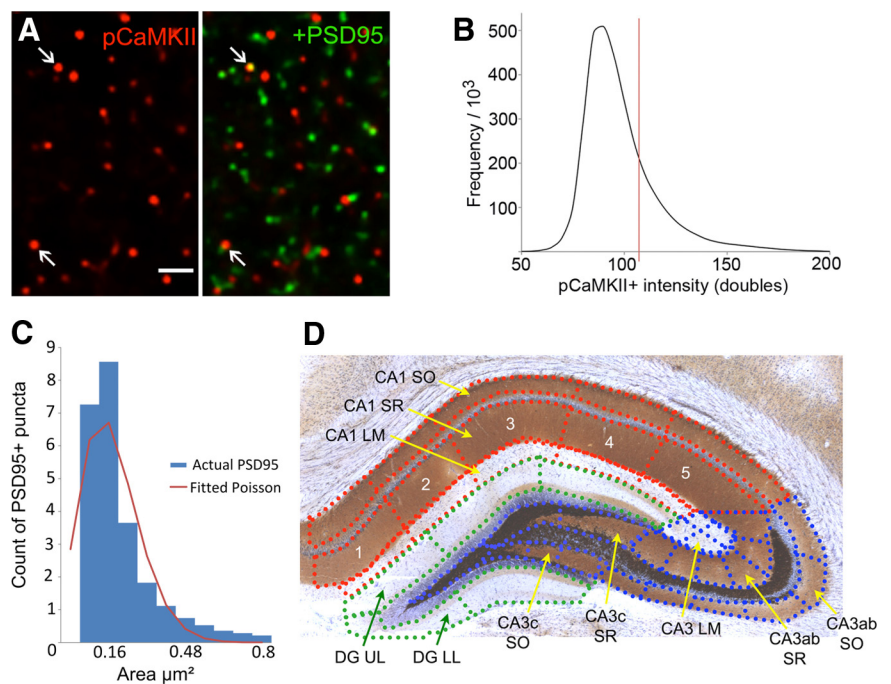 A
pCaMKII
+PSD95
B
Frequency / 10³
500
400
300
200
100
50
100
150
200
pCaMKII+ intensity (doubles)
C
Count of PSD95+ puncta
9
8
7
6
5
4
3
2
1
0
0.16
0.48
0.8
Area µm²
Actual PSD95
Fitted Poisson
D
CA1 SO
CA1 SR
CA1 LM
1
2
3
4
5
DG UL
DG LL
CA3c
SO
CA3c
SR
CA3 LM
CA3ab
SR
CA3ab
SO